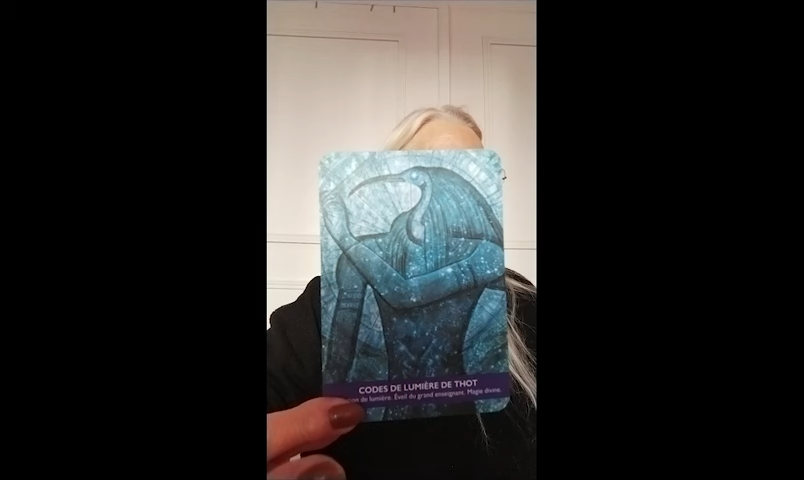 CODES DE LUMIÈRE DE THOT
de lumière. Éveil du grand enseignant. Magie divine.